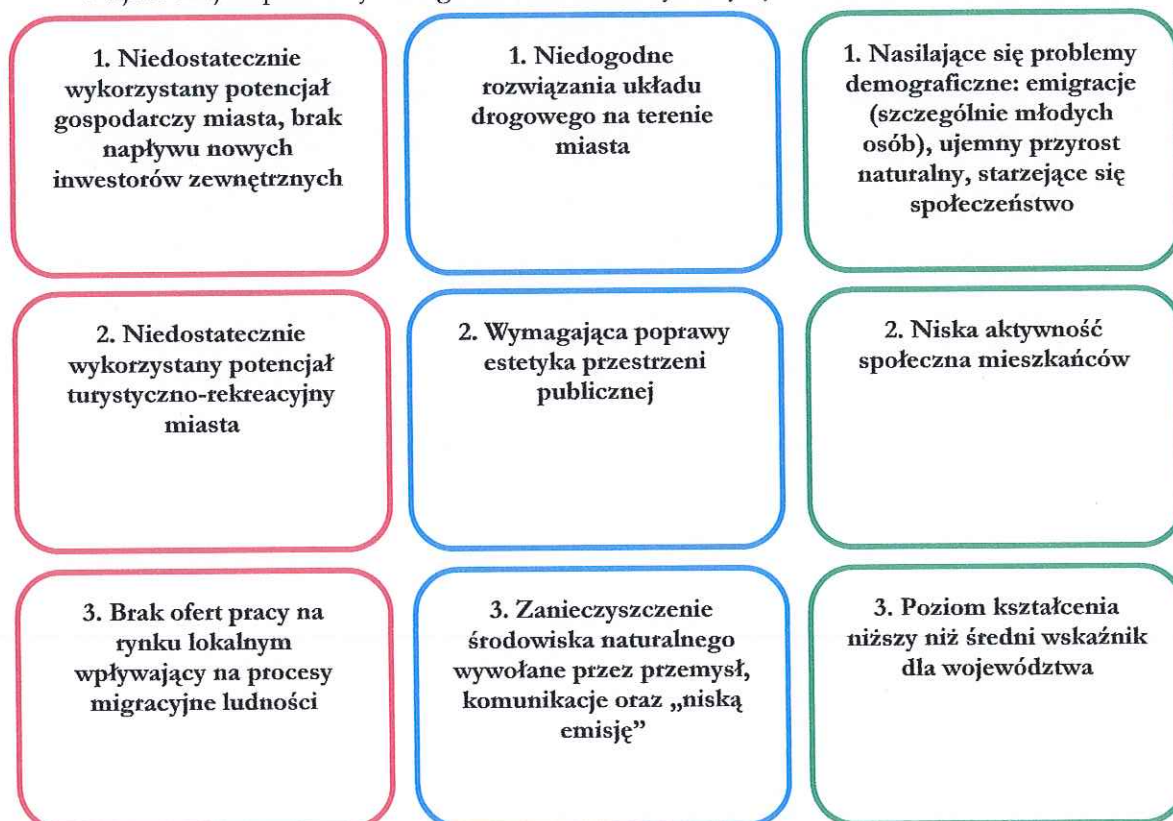 1. Niedostatecznie
wykorzystany potencjał
gospodarczy miasta, brak
napływu nowych
inwestorów zewnętrznych
1. Niedogodne
rozwiązania układu
drogowego na terenie
miasta
1. Nasilające się problemy
demograficzne: emigracje
(szczególnie młodych
osób), ujemny przyrost
naturalny, starzejące się
społeczeństwo
2. Niedostatecznie
wykorzystany potencjał
turystyczno-rekreacyjny
miasta
2. Wymagająca poprawy
estetyka przestrzeni
publicznej
2. Niska aktywność
społeczna mieszkańców
3. Brak ofert pracy na
rynku lokalnym
wpływający na procesy
migracyjne ludności
3. Zanieczyszczenie
środowiska naturalnego
wywołane przez przemysł,
komunikacje oraz „niską
emisję”
3. Poziom kształcenia
niższy niż średni wskaźnik
dla województwa